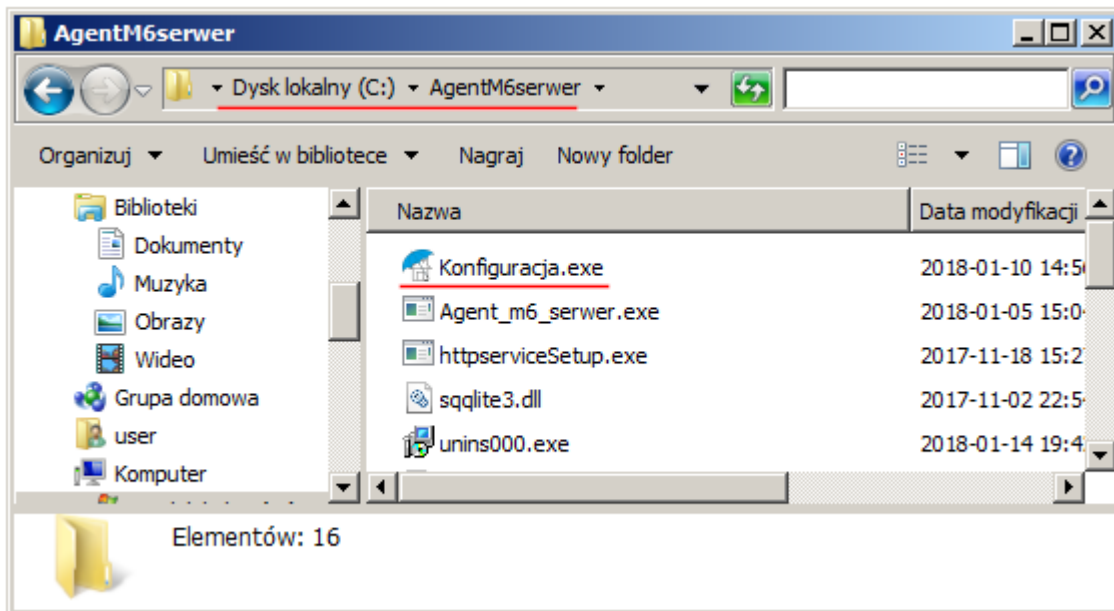 AgentM6serwer
Dysk lokalny (C:) AgentM6serwer
Organizuj Umieść w bibliotece Nagraj Nowy folder
Biblioteki
Dokumenty
Muzyka
Obrazy
Wideo
Grupa domowa
user
Komputer
Nazwa Data modyfikacji
Konfiguracja.exe 2018-01-10 14:5
Agent_m6_serwer.exe 2018-01-05 15:0
httpserviceSetup.exe 2017-11-18 15:2
sqqlite3.dll 2017-11-02 22:5
unins000.exe 2018-01-14 19:4
Elementów: 16